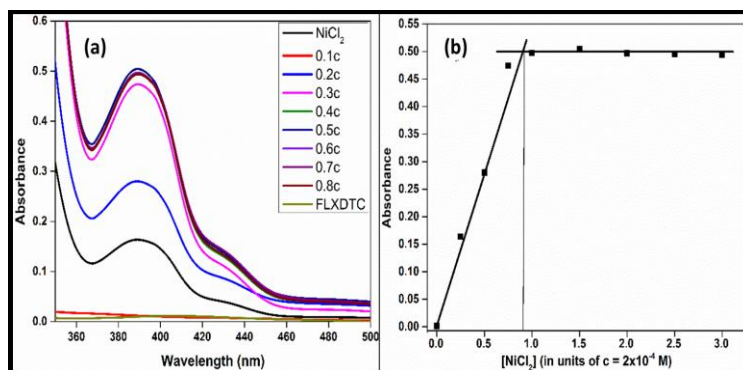 (a)
NiCl₂
0.1c
0.2c
0.3c
0.4c
0.5c
0.6c
0.7c
0.8c
FLXDTC
0.6
0.5
0.4
0.3
0.2
0.1
0.0
Absorbance
360 380 400 420 440 460 480 500
Wavelength (nm)
(b)
0.55
0.50
0.45
0.40
0.35
0.30
0.25
0.20
0.15
0.10
0.05
0.00
Absorbance
0.0 0.5 1.0 1.5 2.0 2.5 3.0
[NiCl₂] (in units of c = 2x10⁻⁴ M)